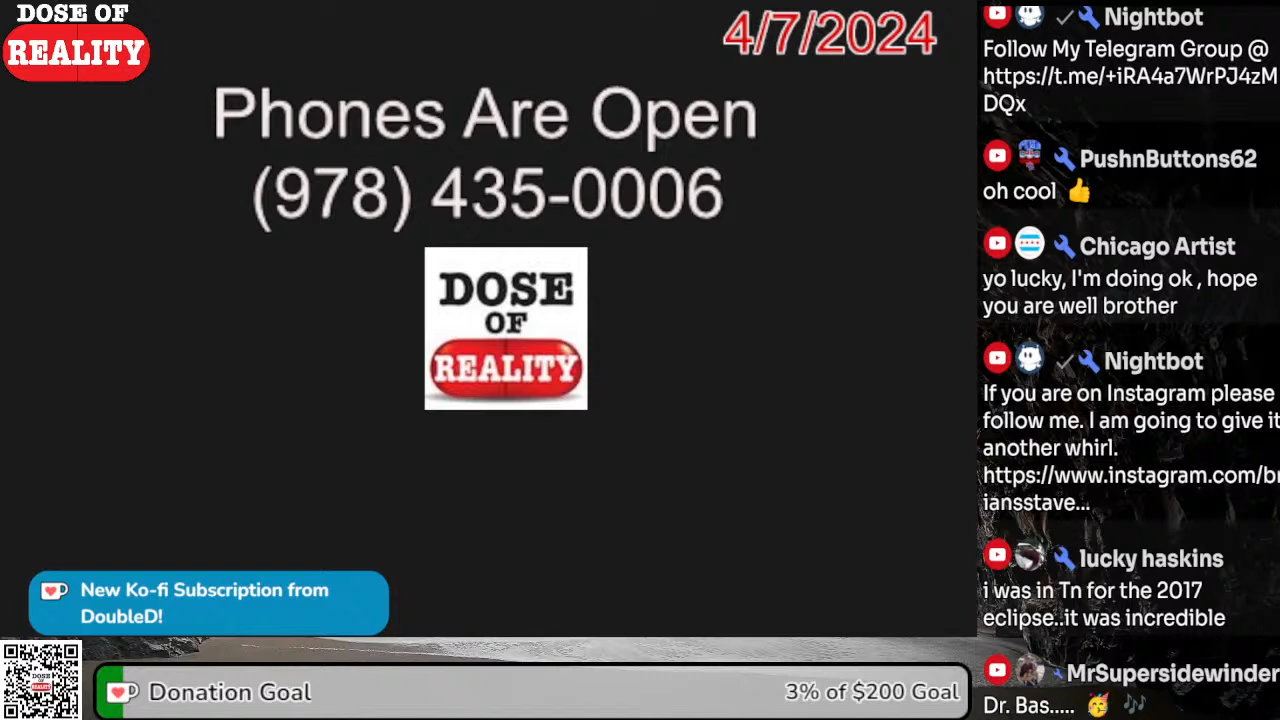 DOSE OF
REALITY
4/7/2024
Phones Are Open
(978) 435-0006
DOSE
OF
REALITY
New Ko-fi Subscription from
DoubleD!
DOSE OF
REALITY
Donation Goal
3% of $200 Goal
Nightbot
Follow My Telegram Group @
https://t.me/+iRA4a7WrPJ4zM
DQx
PushnButtons62
oh cool 👍
Chicago Artist
yo lucky, I'm doing ok , hope
you are well brother
Nightbot
If you are on Instagram please
follow me. I am going to give it
another whirl.
https://www.instagram.com/br
iansstave...
lucky haskins
i was in Tn for the 2017
eclipse..it was incredible
MrSupersidewinder
Dr. Bas..... 🥳 🎶